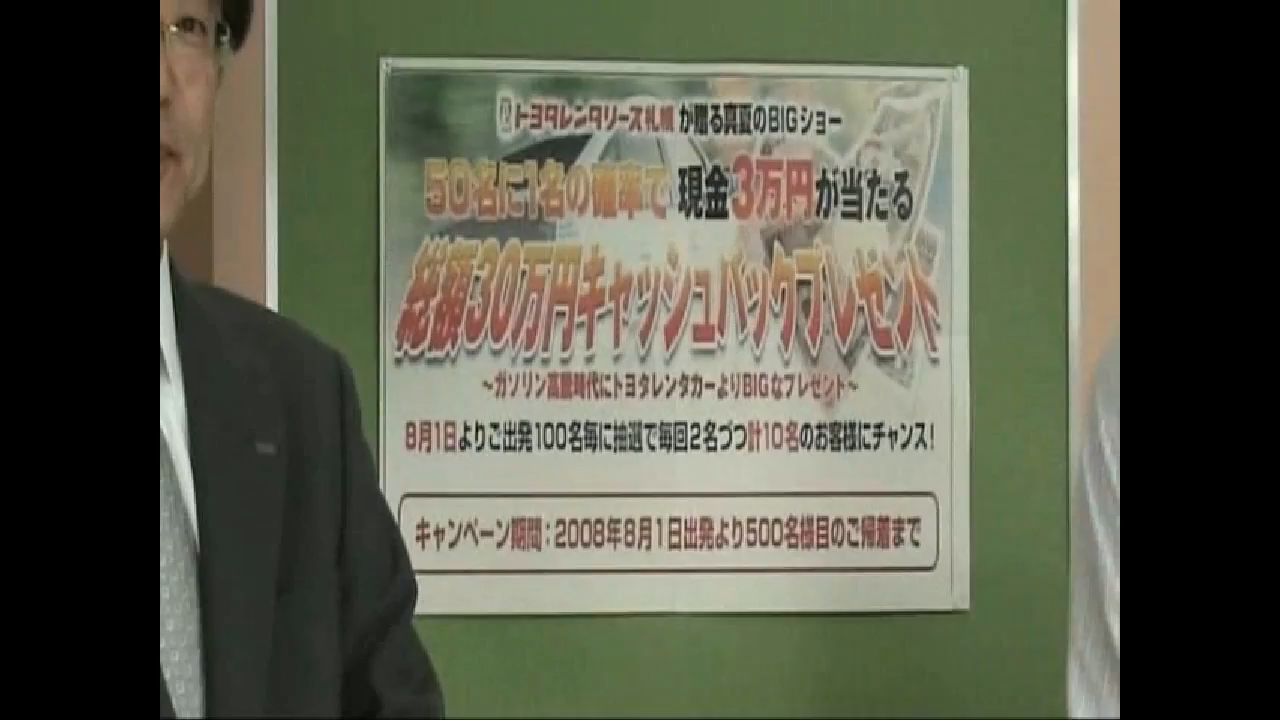 トヨタレンタリース札幌 が贈る真夏のBIGショー
50名に1名の確率で 現金3万円が当たる
総額30万円キャッシュバックプレゼント
～ガソリン高騰時代にトヨタレンタカーよりBIGなプレゼント～
8月1日よりご出発100名毎に抽選で毎回2名づつ計10名のお客様にチャンス！
キャンペーン期間：2008年8月1日出発より500名様目のご帰着まで